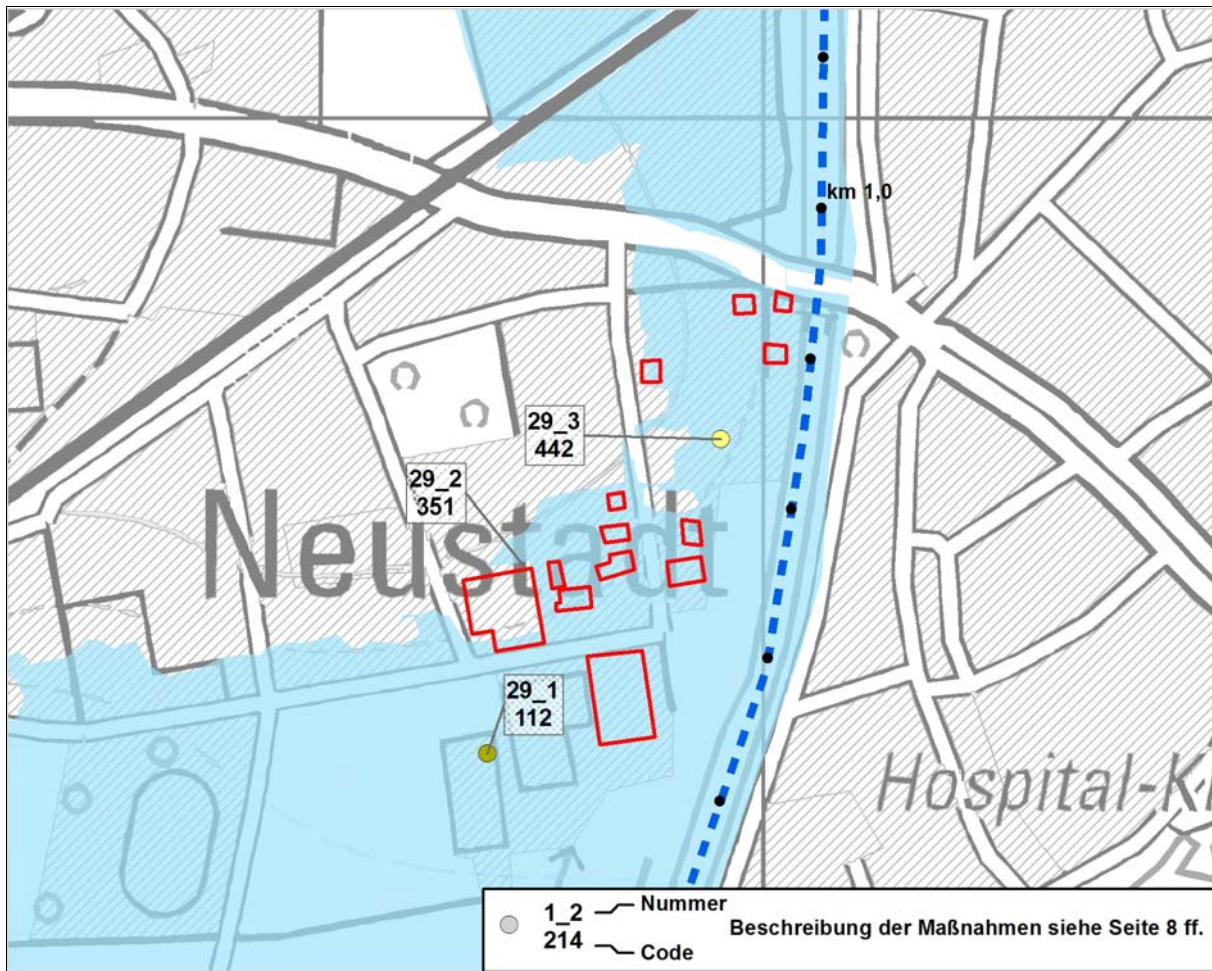 km 1,0
29_3
442
29_2
351
Neustadt
29_1
112
Hospital-K
1_2
Nummer
214
Code
Beschreibung der Maßnahmen siehe Seite 8 ff.